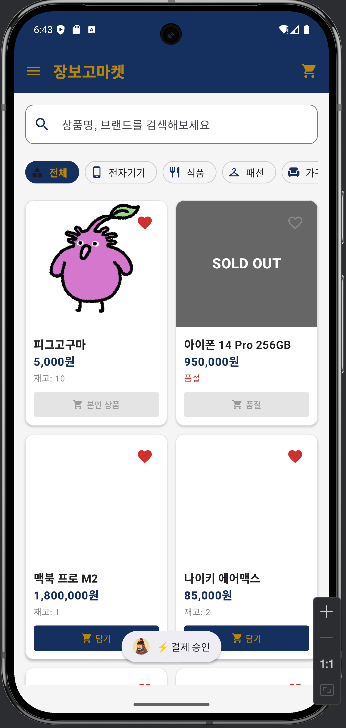 6:43
장보고마켓
상품명, 브랜드를 검색해보세요
전체 전자기기 식품 패션 가구
SOLD OUT
피그고구마
5,000원
재고: 10
본인 상품
아이폰 14 Pro 256GB
950,000원
품절
품절
맥북 프로 M2
1,800,000원
재고: 1
담기
나이키 에어맥스
85,000원
재고: 2
담기
⚡ 결제 승인
1:1